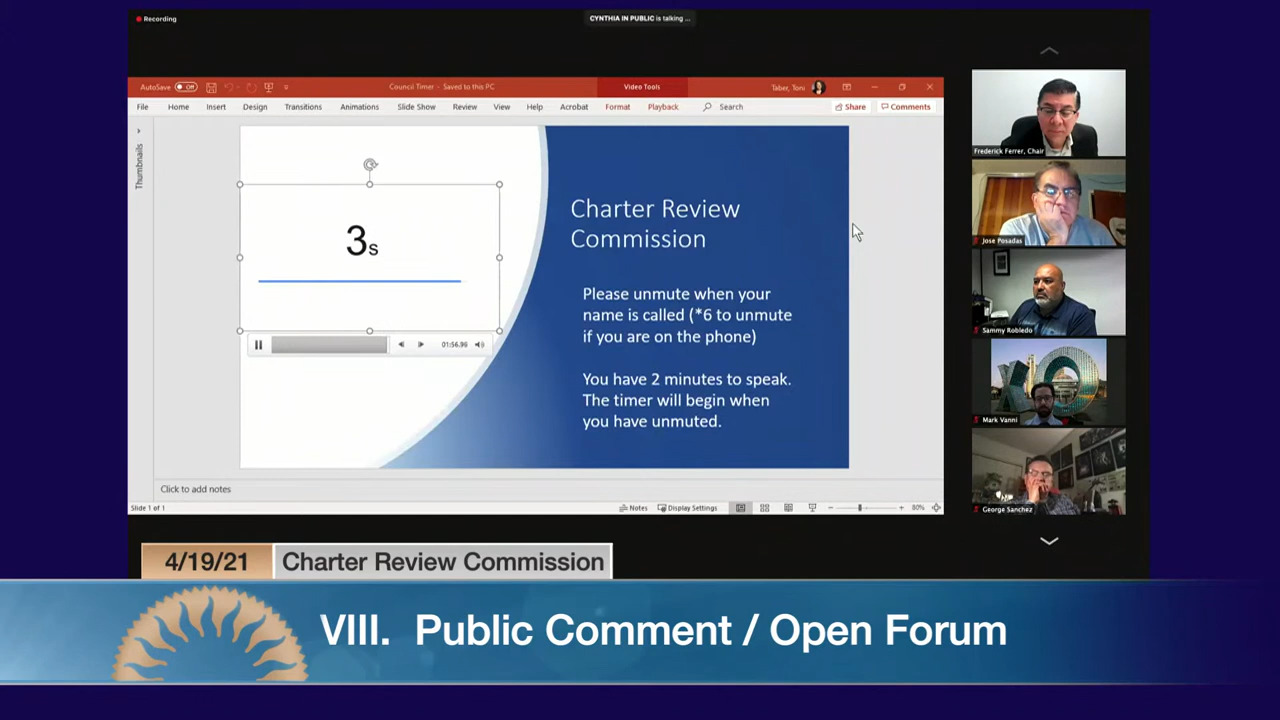 Recording
CYNTHIA IN PUBLIC is talking ...
AutoSave Off
Council Timer - Saved to this PC
Video Tools
Taber, Toni
File Home Insert Design Transitions Animations Slide Show Review View Help Acrobat Format Playback Search Share Comments
Thumbnails
3s
01:56.96
Charter Review
Commission
Please unmute when your
name is called (*6 to unmute
if you are on the phone)
You have 2 minutes to speak.
The timer will begin when
you have unmuted.
Click to add notes
Slide 1 of 1
Notes Display Settings 80%
Frederick Ferrer, Chair
Jose Posadas
Sammy Robledo
Mark Vanni
George Sanchez
4/19/21 Charter Review Commission
VIII. Public Comment / Open Forum